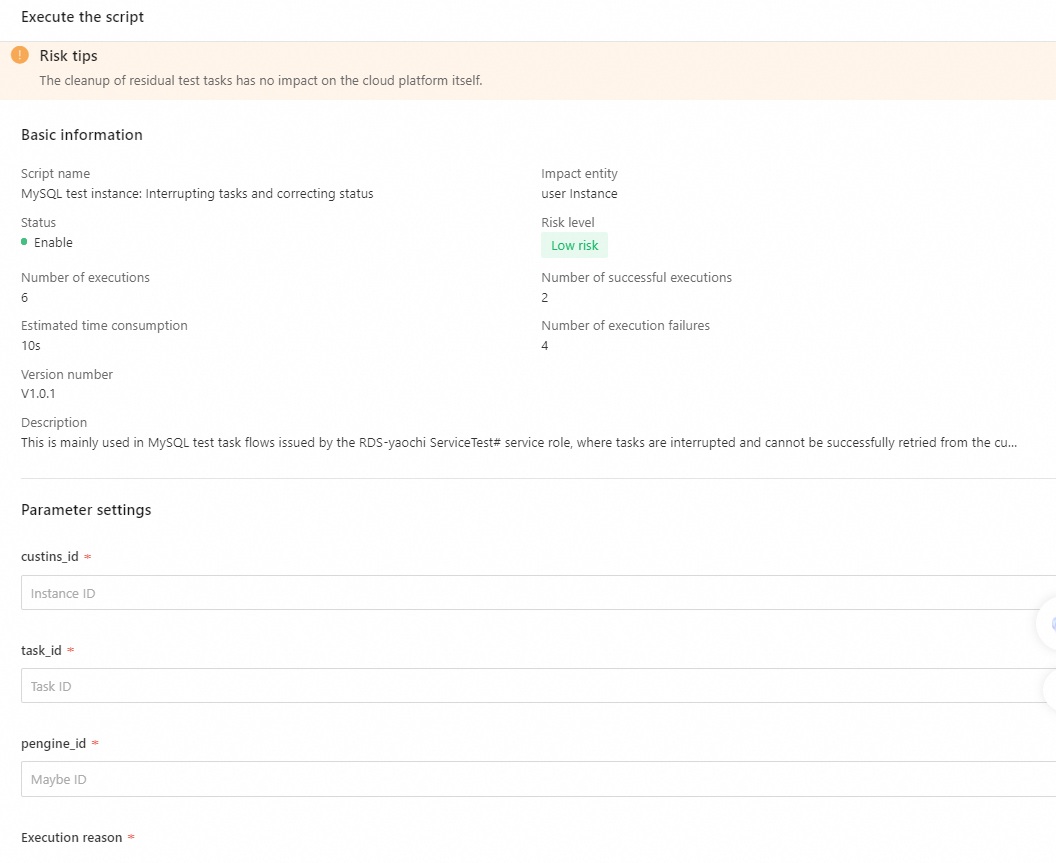 Execute the script
!
Risk tips
The cleanup of residual test tasks has no impact on the cloud platform itself.
Basic information
Script name
MySQL test instance: Interrupting tasks and correcting status
Impact entity
user Instance
Status
Enable
Risk level
Low risk
Number of executions
6
Number of successful executions
2
Estimated time consumption
10s
Number of execution failures
4
Version number
V1.0.1
Description
This is mainly used in MySQL test task flows issued by the RDS-yaochi ServiceTest# service role, where tasks are interrupted and cannot be successfully retried from the cu...
Parameter settings
custins_id *
Instance ID
task_id *
Task ID
pengine_id *
Maybe ID
Execution reason *